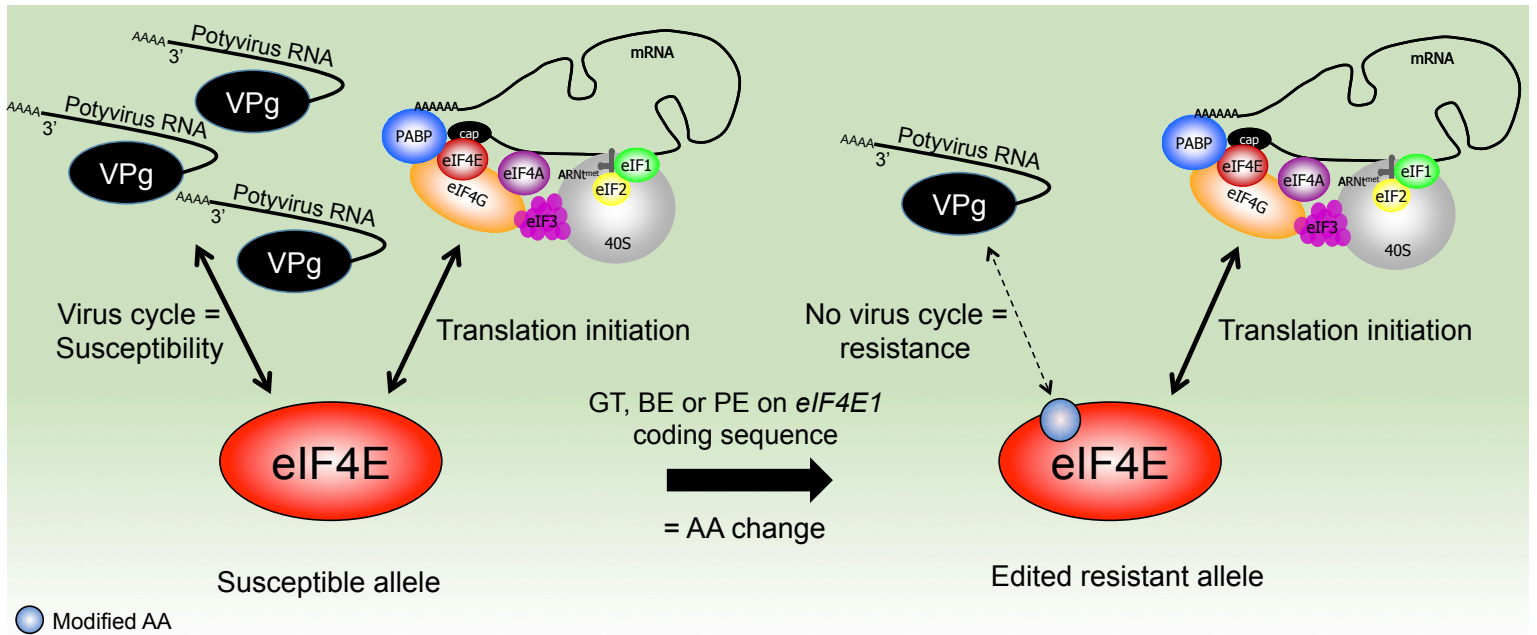 AAAA Potyvirus RNA
3’
VPg
AAAA Potyvirus RNA
3’
VPg
AAAA Potyvirus RNA
3’
VPg
mRNA
AAAAAA
PABP
cap
eIF4E
eIF4A
eIF4G
ARNtmet
eIF1
eIF2
eIF3
40S
Virus cycle =
Susceptibility
Translation initiation
eIF4E
Susceptible allele
GT, BE or PE on eIF4E1
coding sequence
= AA change
AAAA Potyvirus RNA
3’
VPg
mRNA
AAAAAA
PABP
cap
eIF4E
eIF4A
eIF4G
ARNtmet
eIF1
eIF2
eIF3
40S
No virus cycle =
resistance
Translation initiation
eIF4E
Edited resistant allele
Modified AA